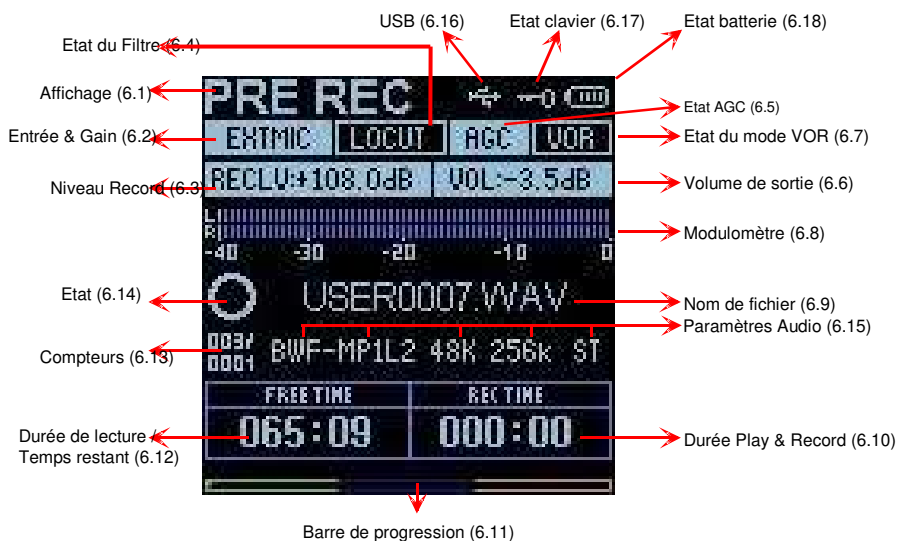 USB (6.16)
Etat clavier (6.17)
Etat batterie (6.18)
Etat du Filtre (6.4)
Affichage (6.1)
PRE REC
Etat AGC (6.5)
Entrée & Gain (6.2)
EXTMIC LOCUT AGC VOR
Etat du mode VOR (6.7)
Niveau Record (6.3)
RECLV:+108.0dB VOL:-3.5dB
Volume de sortie (6.6)
L
R
Modulomètre (6.8)
-40 -30 -20 -10 0
Etat (6.14)
USER0007.WAV
Nom de fichier (6.9)
Paramètres Audio (6.15)
Compteurs (6.13)
0001
BWF-MP1L2 48K 256k ST
FREE TIME REC TIME
Durée de lecture /
Temps restant (6.12)
065:09 000:00
Durée Play & Record (6.10)
Barre de progression (6.11)